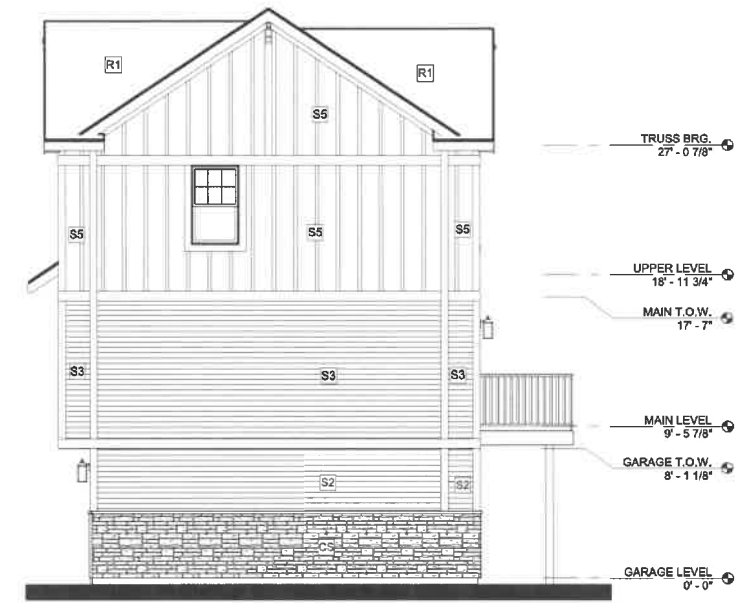 R1
R1
S5
TRUSS BRG.
27' - 0 7/8"
S5
S5
S5
UPPER LEVEL
18' - 11 3/4"
MAIN T.O.W.
17' - 7"
S3
S3
S3
MAIN LEVEL
9' - 5 7/8"
GARAGE T.O.W.
8' - 1 1/8"
S2
S2
CS
GARAGE LEVEL
0' - 0"